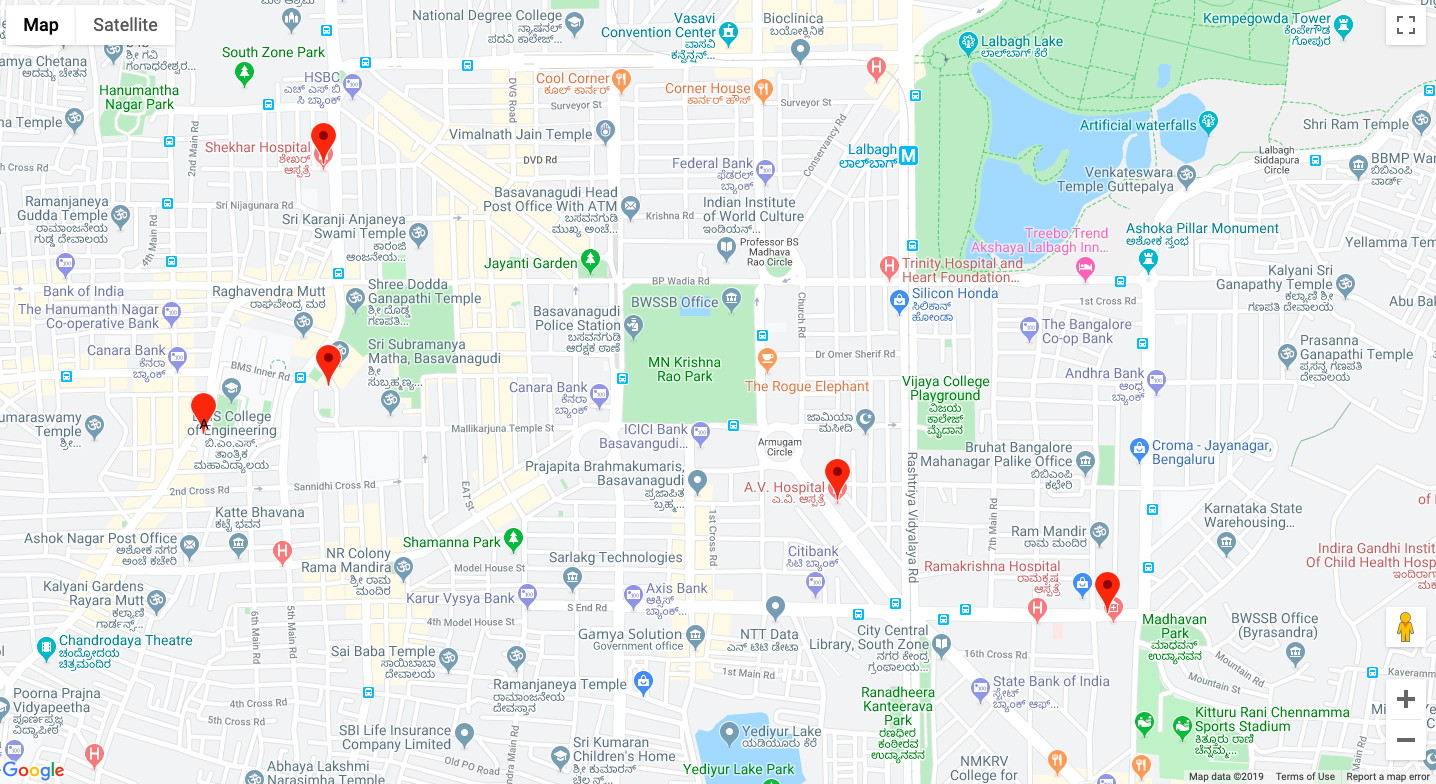 Map
Satellite
National Degree College
ನ್ಯಾಷನಲ್
ಪದವಿ ಕಾಲೇಜ್...
Vasavi
Convention Center
ವಾಸವಿ
ಕನ್ವೆನ್ಷನ್...
Bioclinica
ಬಯೋಕ್ಲಿನಿಕ
Kempegowda Tower
ಕೆಂಪೇಗೌಡ
ಗೋಪುರ
Lalbagh Lake
ಲಾಲ್‌ಬಾಗ್ ಕೆರೆ
South Zone Park
ಶ್ರೀ ಗವಿ
ಗಂಗಾಧರೇಶ್ವರ...
amya Chetana
ಅದಮ್ಯ ಚೇತನ
Hanumantha
Nagar Park
HSBC
ಎಚ್ ಎಸ್ ಬಿ
ಸಿ ಬ್ಯಾಂಕ್
DVG Road
Cool Corner
ಕೂಲ್ ಕಾರ್ನರ್
Surveyor St
Corner House
ಕಾರ್ನರ್ ಹೌಸ್
Surveyor St
ma Temple
2nd Main Rd
Vimalnath Jain Temple
DVD Rd
Conservancy Rd
Artificial waterfalls
Shri Ram Temple
Shekhar Hospital
ಶೇಖರ್
ಆಸ್ಪತ್ರೆ
Lalbagh
ಲಾಲ್‌ಬಾಗ್
Federal Bank
ಫೆಡರಲ್
ಬ್ಯಾಂಕ್
Lalbagh
Siddapura
Circle
BBMP War
ಬಿಬಿಎಂಪಿ
ವಾರ್ಡ್
Venkateswara
Temple Guttepalya
Cross Rd
Ramanjaneya
Gudda Temple
ರಾಮಾಂಜನೇಯ
ಗುಡ್ಡ ದೇವಾಲಯ
4th Main Rd
Sri Nijagunara Rd
Sri Karanji Anjaneya
Swami Temple
ಕಾರಂಜಿ
ಆಂಜನೇಯ...
Basavanagudi Head
Post Office With ATM
ಬಸವನಗುಡಿ
ಮುಖ್ಯ ಅಂಚೆ...
Krishna Rd
Indian Institute
of World Culture
ಇಂಡಿಯನ್...
Professor BS
Madhava
Rao Circle
Treebo Trend
Akshaya Lalbagh Inn...
Ashoka Pillar Monument
ಅಶೋಕ ಸ್ತಂಭ
Yellamma Temple
Jayanti Garden
BP Wadia Rd
Trinity Hospital and
Heart Foundation...
Kalyani Sri
Ganapathy Temple
ಕಲ್ಯಾಣಿ ಶ್ರೀ
ಗಣಪತಿ ದೇವಾಲಯ
Bank of India
The Hanumanth Nagar
Co-operative Bank
Raghavendra Mutt
ರಾಘವೇಂದ್ರ ಮಠ
Shree Dodda
Ganapathi Temple
ಶ್ರೀ ದೊಡ್ಡ
ಗಣಪತಿ...
BWSSB Office
Silicon Honda
ಸಿಲಿಕಾನ್
ಹೋಂಡಾ
1st Cross Rd
Abu Bak
Basavanagudi
Police Station
ಬಸವನಗುಡಿ
ಆರಕ್ಷಕ ಠಾಣೆ
Church Rd
The Bangalore
Co-op Bank
Canara Bank
ಕೆನರಾ
ಬ್ಯಾಂಕ್
BMS Inner Rd
Sri Subramanya
Matha, Basavanagudi
ಶ್ರೀ
ಸುಬ್ರಹ್ಮಣ್ಯ...
MN Krishna
Rao Park
Dr Omer Sherif Rd
Prasanna
Ganapathi Temple
ಪ್ರಸನ್ನ ಗಣಪತಿ
ದೇವಾಲಯ
Canara Bank
ಕೆನರಾ
ಬ್ಯಾಂಕ್
The Rogue Elephant
Vijaya College
Playground
ವಿಜಯ
ಕಾಲೇಜ್
ಮೈದಾನ
Andhra Bank
ಆಂಧ್ರ
ಬ್ಯಾಂಕ್
umaraswamy
Temple
ಶ್ರೀ...
A
BMS College
of Engineering
ಬಿ.ಎಂ.ಎಸ್.
ತಾಂತ್ರಿಕ
ಮಹಾವಿದ್ಯಾಲಯ
Mallikarjuna Temple St
ICICI Bank
Basavanagudi...
Armugam
Circle
ಜಾಮಿಯಾ
ಮಸೀದಿ
Bruhat Bangalore
Mahanagar Palike Office
ಬಿಬಿಎಂಪಿ
ಕಛೇರಿ
Croma - Jayanagar,
Bengaluru
2nd Cross Rd
Sannidhi Cross Rd
EAT St
Prajapita Brahmakumaris,
Basavanagudi
ಪ್ರಜಾಪಿತ
ಬ್ರಹ್ಮ...
A.V. Hospital
ಎ.ವಿ. ಆಸ್ಪತ್ರೆ
Rashtriya Vidyalaya Rd
7th Main Rd
Karnataka State
Warehousing...
of I
Katte Bhavana
ಕಟ್ಟೆ ಭವನ
Ashok Nagar Post Office
ಅಶೋಕ ನಗರ
ಅಂಚೆ ಕಚೇರಿ
Shamanna Park
1st Cross Rd
Ram Mandir
ರಾಮ ಮಂದಿರ
NR Colony
Rama Mandira
ಶ್ರೀ ರಾಮ
ಮಂದಿರ
Model House St
Sarlakg Technologies
Citibank
ಸಿಟಿ ಬ್ಯಾಂಕ್
Ramakrishna Hospital
ರಾಮಕೃಷ್ಣ
ಆಸ್ಪತ್ರೆ
Indira Gandhi Instit
Of Child Health Hosp
ಇಂದಿರಾಗಾ
Kalyani Gardens
Rayara Mutt
ಕಲ್ಯಾಣಿ
ಗಾರ್ಡನ್ಸ್...
Karur Vysya Bank
Axis Bank
ಆಕ್ಸಿಸ್
ಬ್ಯಾಂಕ್...
S End Rd
4th Model House St
6th Main Rd
5th Main Rd
Chandrodaya Theatre
ಚಂದ್ರೋದಯ
ಚಿತ್ರಮಂದಿರ
Sai Baba Temple
ಸಾಯಿಬಾಬಾ
ದೇವಾಲಯ
Gamya Solution
Government office
NTT Data
ಎನ್ ಟಿಟಿ ಡೇಟಾ
City Central
Library, South Zone
ನಗರ ಕೇಂದ್ರ
ಗ್ರಂಥಾಲಯ...
16th Cross Rd
Madhavan
Park
ಮಾಧವನ್
ಉದ್ಯಾನವನ
BWSSB Office
(Byrasandra)
Mountain Rd
Mountain St
1st Main Rd
Kaveramma
Poorna Prajna
Vidyapeetha
ಪೂರ್ಣಪ್ರಜ್ಞ
ವಿದ್ಯಾಪೀಠ
4th Cross Rd
5th Cross Rd
Ramanjaneya Temple
ರಾಮಾಂಜನೇಯ
ದೇವಸ್ತಾನ
Ranadheera
Kanteerava
Park
ರಣಧೀರ
ಕಂಠೀರವ
ಉದ್ಯಾನವನ
State Bank of India
ಸ್ಟೇಟ್
ಬ್ಯಾಂಕ್ ಆಫ್...
Kitturu Rani Chennamma
Sports Stadium
ಕಿತ್ತೂರು ರಾಣಿ
ಚೆನ್ನಮ್ಮ...
SBI Life Insurance
Company Limited
2nd Main Rd
Old PO Road
Sri Kumaran
Children's Home
ಶ್ರೀ ಕುಮಾರನ್
Yediyur Lake
ಯಡಿಯೂರು ಕೆರೆ
Yediyur Lake Park
Abhaya Lakshmi
Narasimha Temple
NMKRV
College for
Google
Map data ©2019
Terms of Use
Report a map error